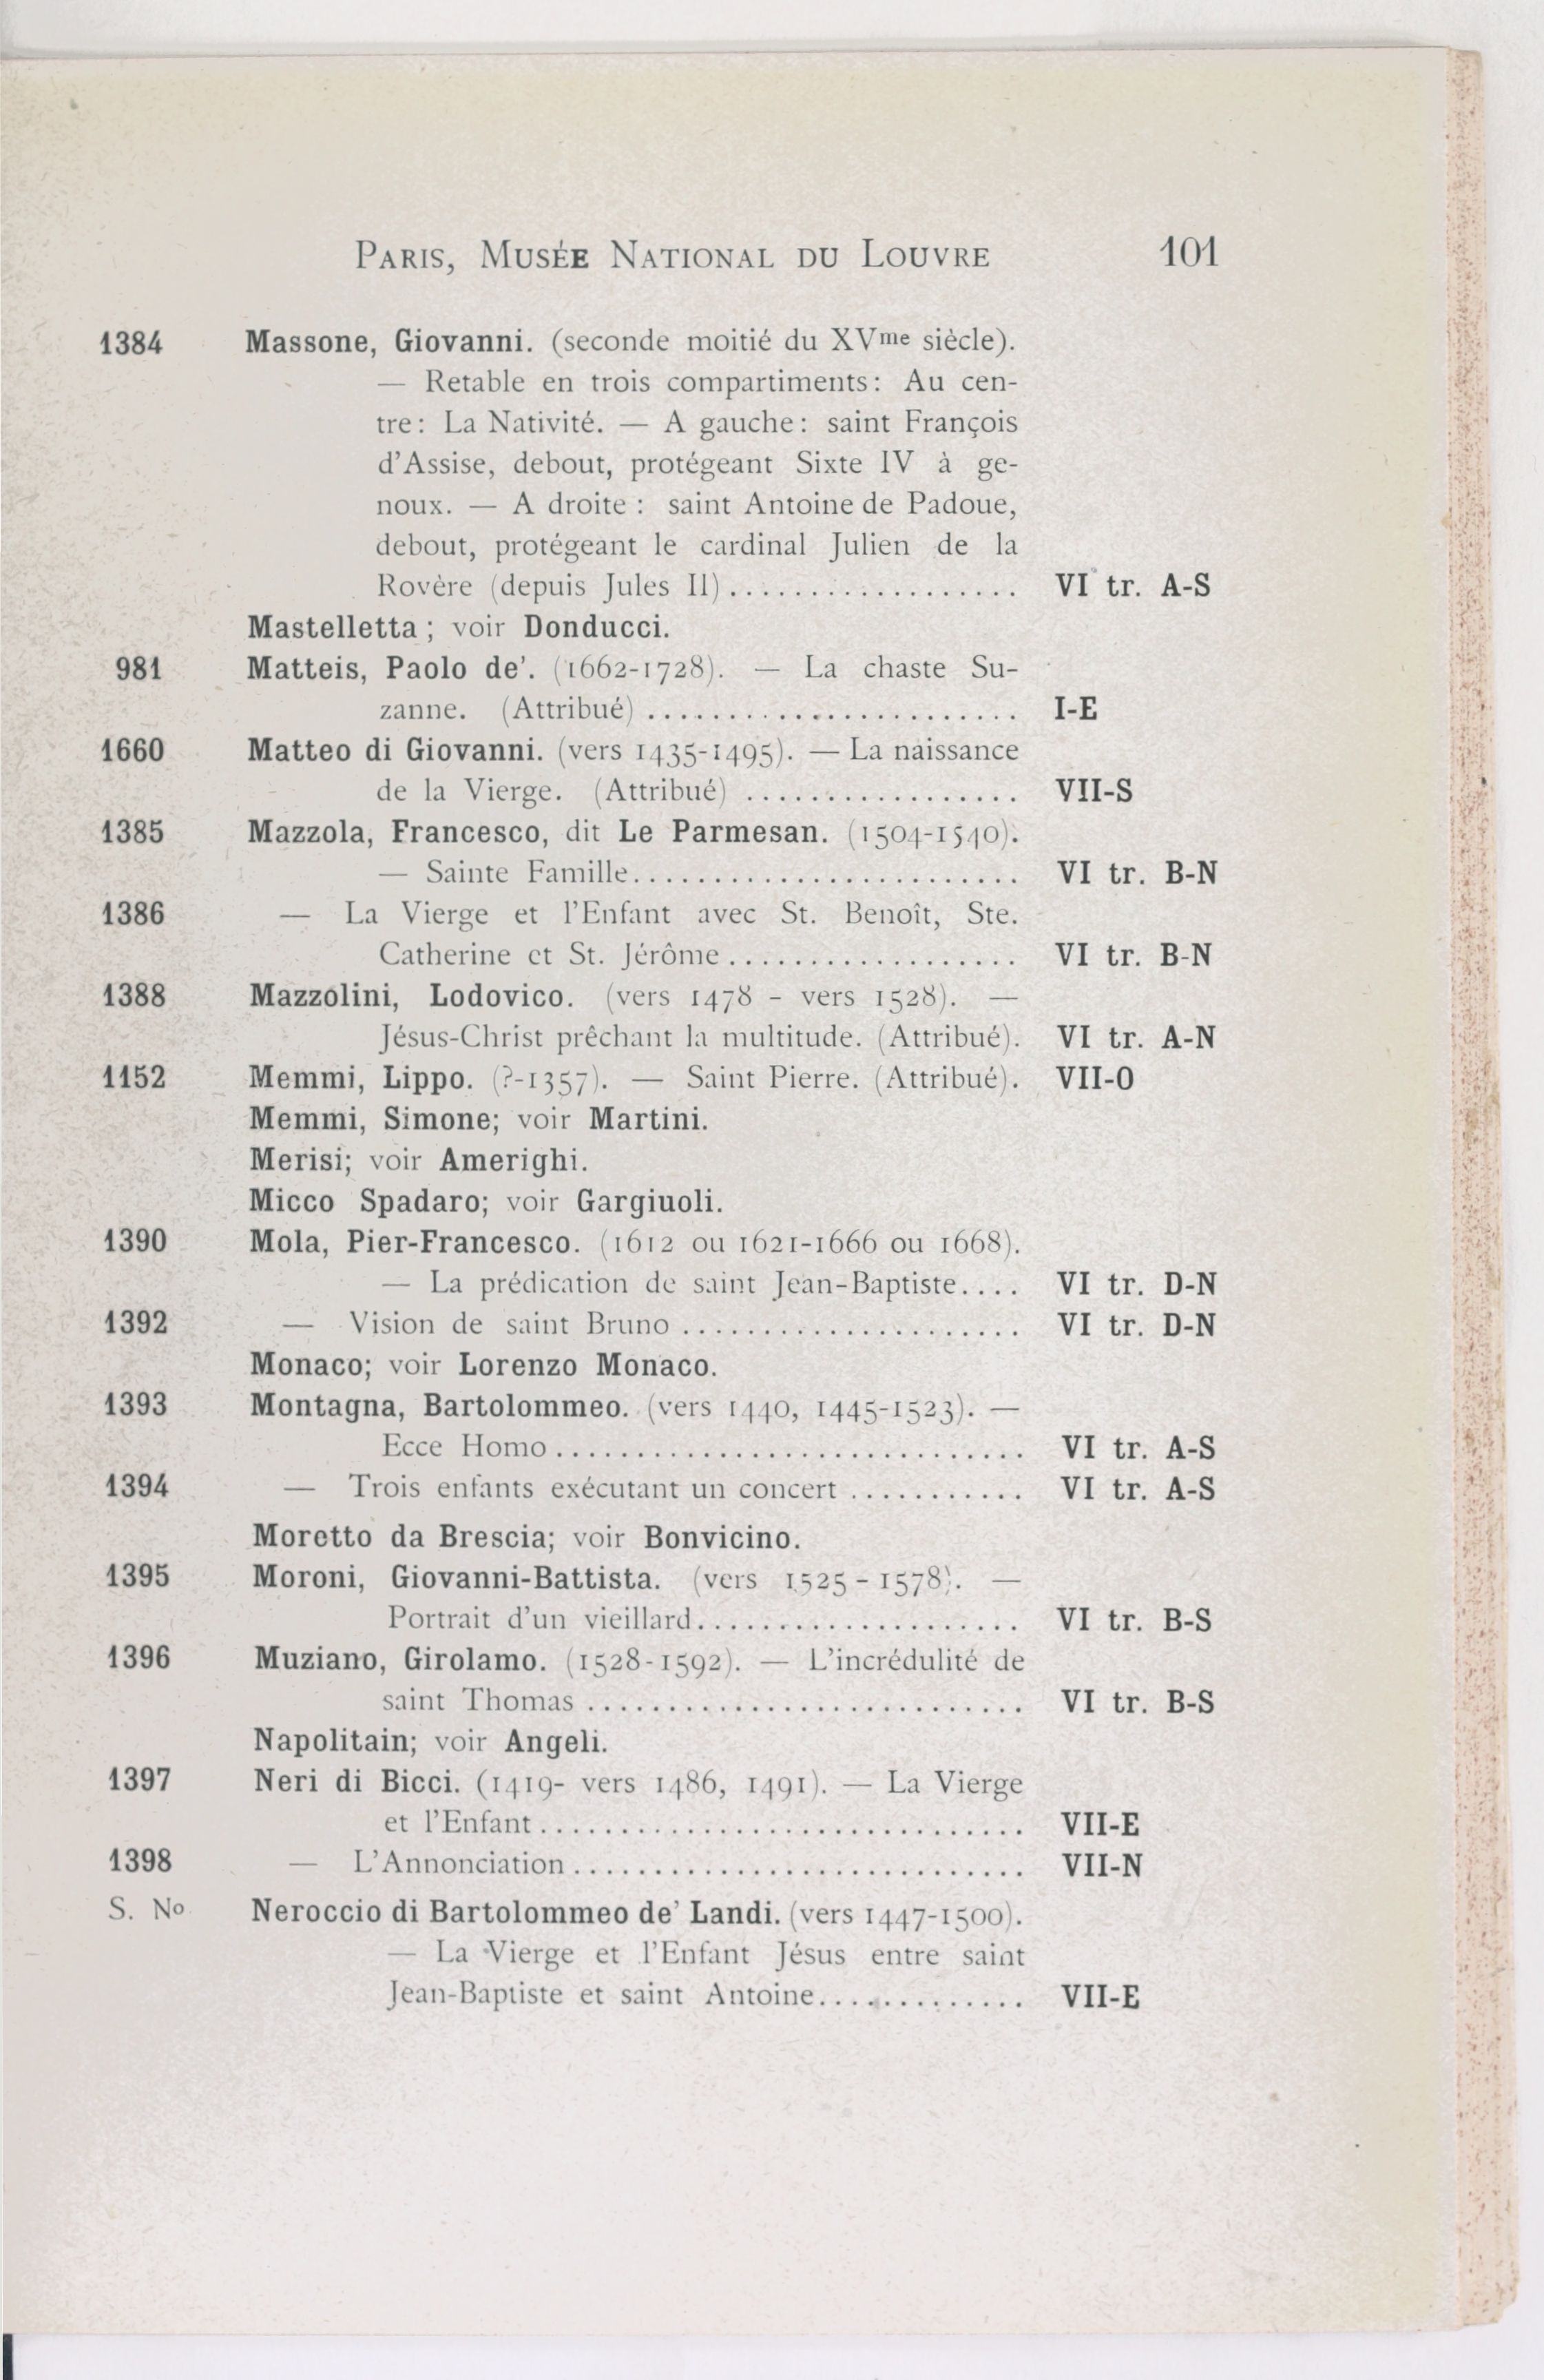 PARIS, MUSÉE NATIONAL DU LOUVRE 101
1384 Massone, Giovanni. (seconde moitié du XVme siècle).
— Retable en trois compartiments: Au cen-
tre: La Nativité. — A gauche: saint François
d'Assise, debout, protégeant Sixte IV à ge-
noux. — A droite : saint Antoine de Padoue,
debout, protégeant le cardinal Julien de la
Rovère (depuis Jules II).................. VI tr. A-S
Mastelletta; voir Donducci.
981 Matteis, Paolo de'. (1662-1728). — La chaste Su-
zanne. (Attribué)....................... I-E
1660 Matteo di Giovanni. (vers 1435-1495). — La naissance
de la Vierge. (Attribué) ................. VII-S
1385 Mazzola, Francesco, dit Le Parmesan. (1504-1540).
— Sainte Famille........................ VI tr. B-N
1386 — La Vierge et l'Enfant avec St. Benoît, Ste.
Catherine et St. Jérôme.................. VI tr. B-N
1388 Mazzolini, Lodovico. (vers 1478 - vers 1528). —
Jésus-Christ prêchant la multitude. (Attribué). VI tr. A-N
1152 Memmi, Lippo. (?-1357). — Saint Pierre. (Attribué). VII-O
Memmi, Simone; voir Martini.
Merisi; voir Amerighi.
Micco Spadaro; voir Gargiuoli.
1390 Mola, Pier-Francesco. (1612 ou 1621-1666 ou 1668).
— La prédication de saint Jean-Baptiste.... VI tr. D-N
1392 — Vision de saint Bruno ..................... VI tr. D-N
Monaco; voir Lorenzo Monaco.
1393 Montagna, Bartolommeo. (vers 1440, 1445-1523). —
Ecce Homo............................. VI tr. A-S
1394 — Trois enfants exécutant un concert ........... VI tr. A-S
Moretto da Brescia; voir Bonvicino.
1395 Moroni, Giovanni-Battista. (vers 1525-1578). —
Portrait d'un vieillard.................... VI tr. B-S
1396 Muziano, Girolamo. (1528-1592). — L'incrédulité de
saint Thomas ........................... VI tr. B-S
Napolitain; voir Angeli.
1397 Neri di Bicci. (1419- vers 1486, 1491). — La Vierge
et l'Enfant.............................. VII-E
1398 — L'Annonciation............................ VII-N
S. No Neroccio di Bartolommeo de' Landi. (vers 1447-1500).
— La Vierge et l'Enfant Jésus entre saint
Jean-Baptiste et saint Antoine............. VII-E